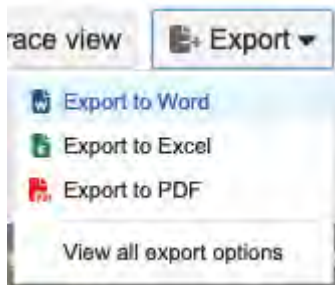 race view Export
Export to Word
Export to Excel
Export to PDF
View all export options